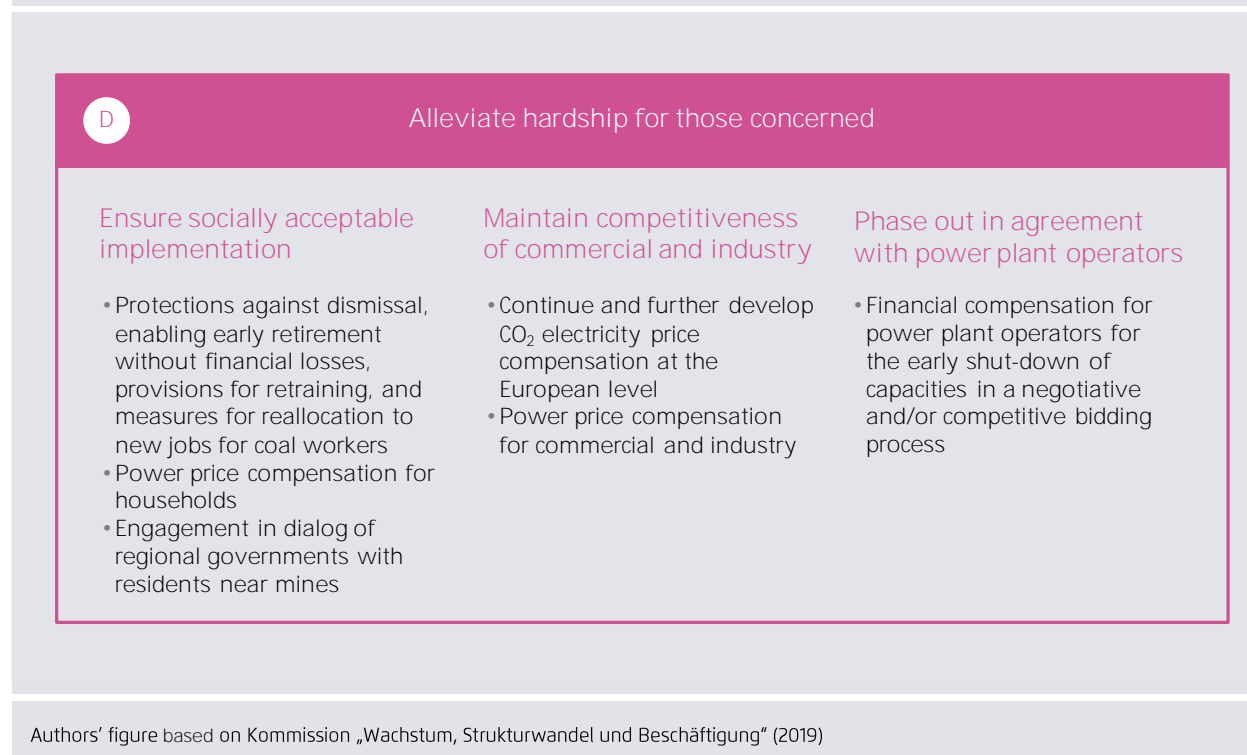 D
Alleviate hardship for those concerned
Ensure socially acceptable
implementation
• Protections against dismissal,
enabling early retirement
without financial losses,
provisions for retraining, and
measures for reallocation to
new jobs for coal workers
• Power price compensation for
households
• Engagement in dialog of
regional governments with
residents near mines
Maintain competitiveness
of commercial and industry
• Continue and further develop
CO₂ electricity price
compensation at the
European level
• Power price compensation
for commercial and industry
Phase out in agreement
with power plant operators
• Financial compensation for
power plant operators for
the early shut-down of
capacities in a negotiative
and/or competitive bidding
process
Authors’ figure based on Kommission „Wachstum, Strukturwandel und Beschäftigung“ (2019)